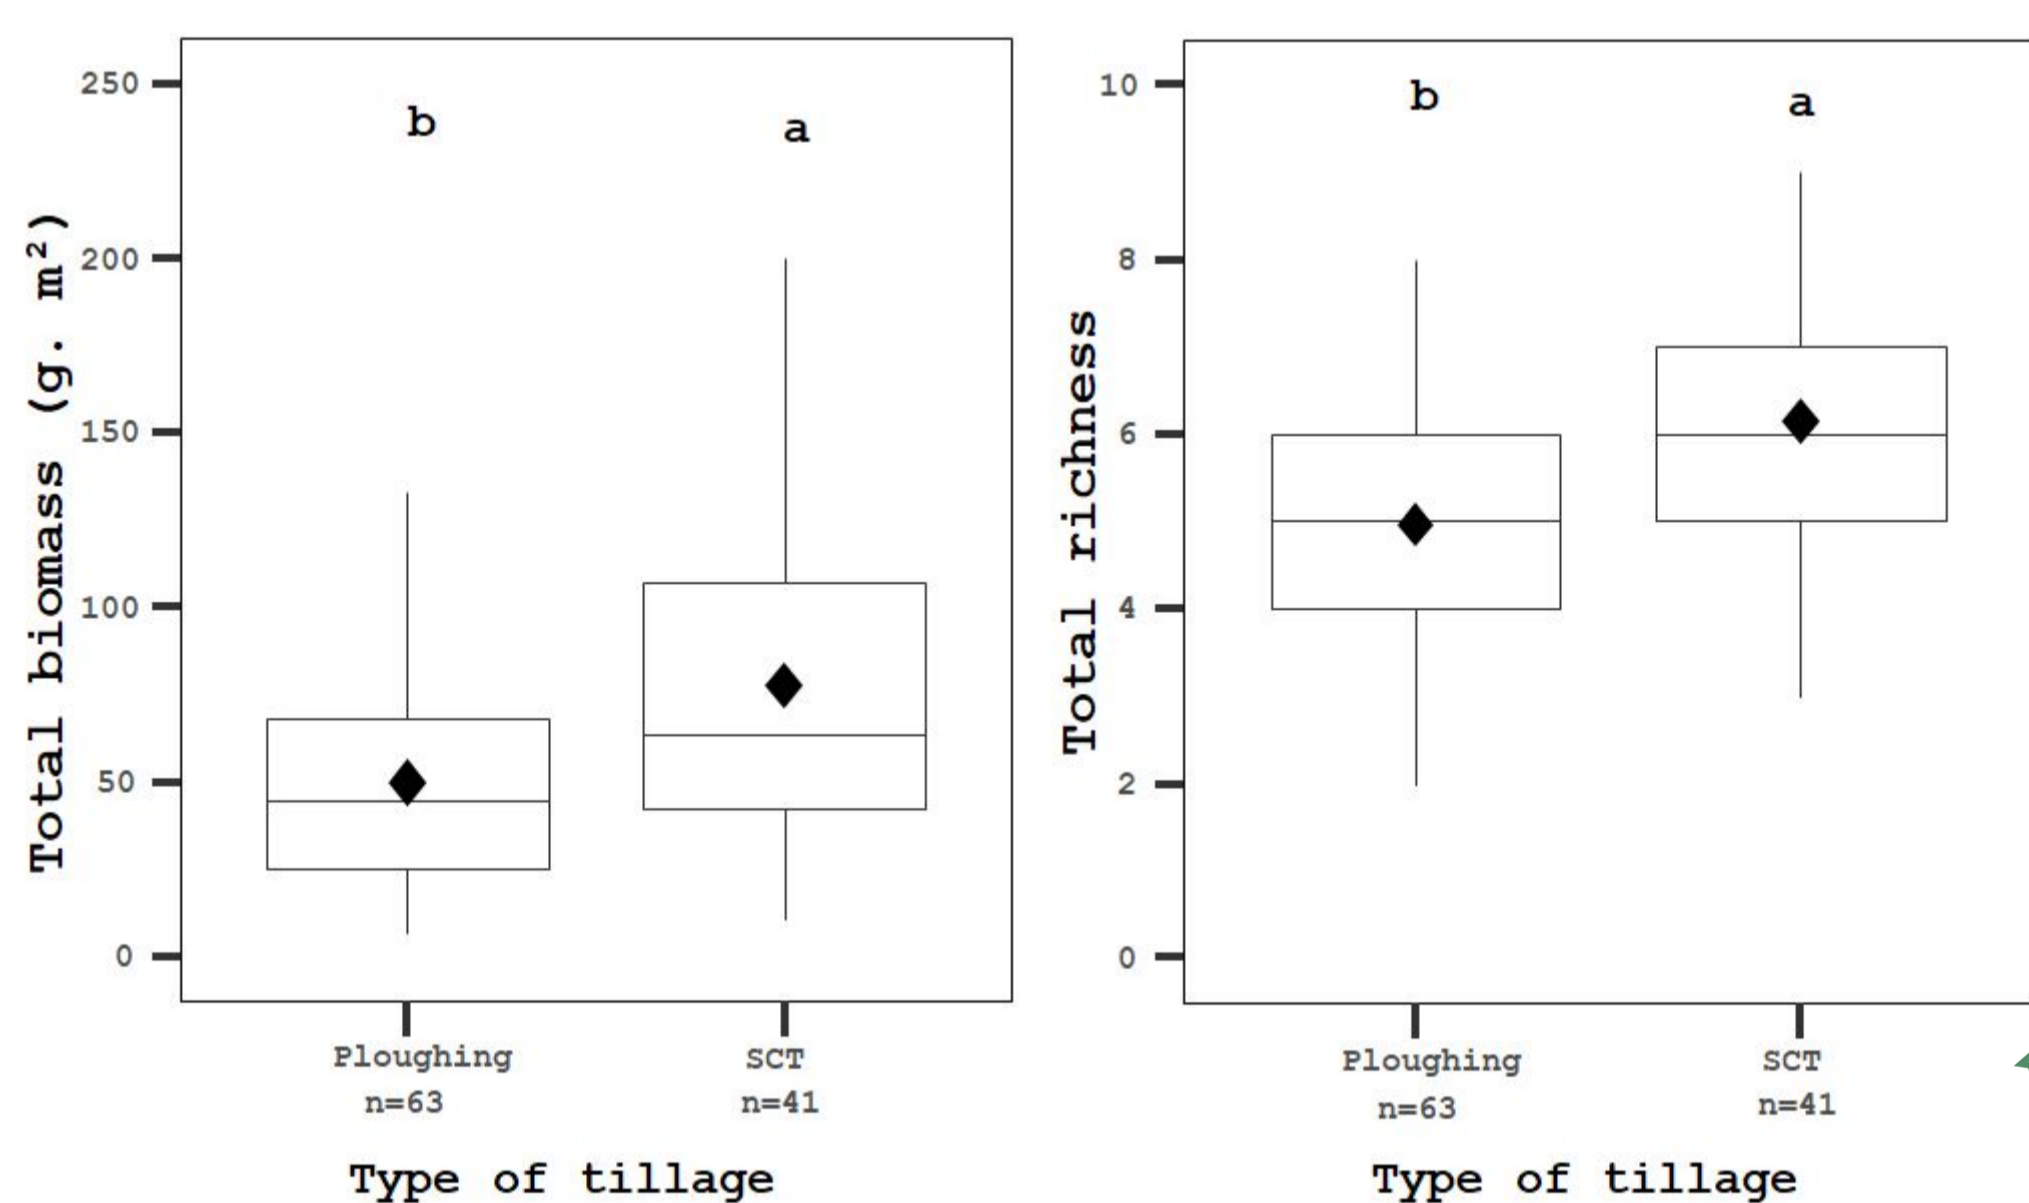 Total biomass (g. m²)
250
200
150
100
50
0
b
a
Ploughing
n=63
SCT
n=41
Type of tillage
Total richness
10
8
6
4
2
0
b
a
Ploughing
n=63
SCT
n=41
Type of tillage